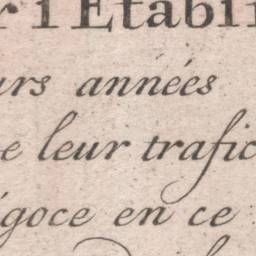 r l'Etabli
urs années
e leur trafic
égoce en ce